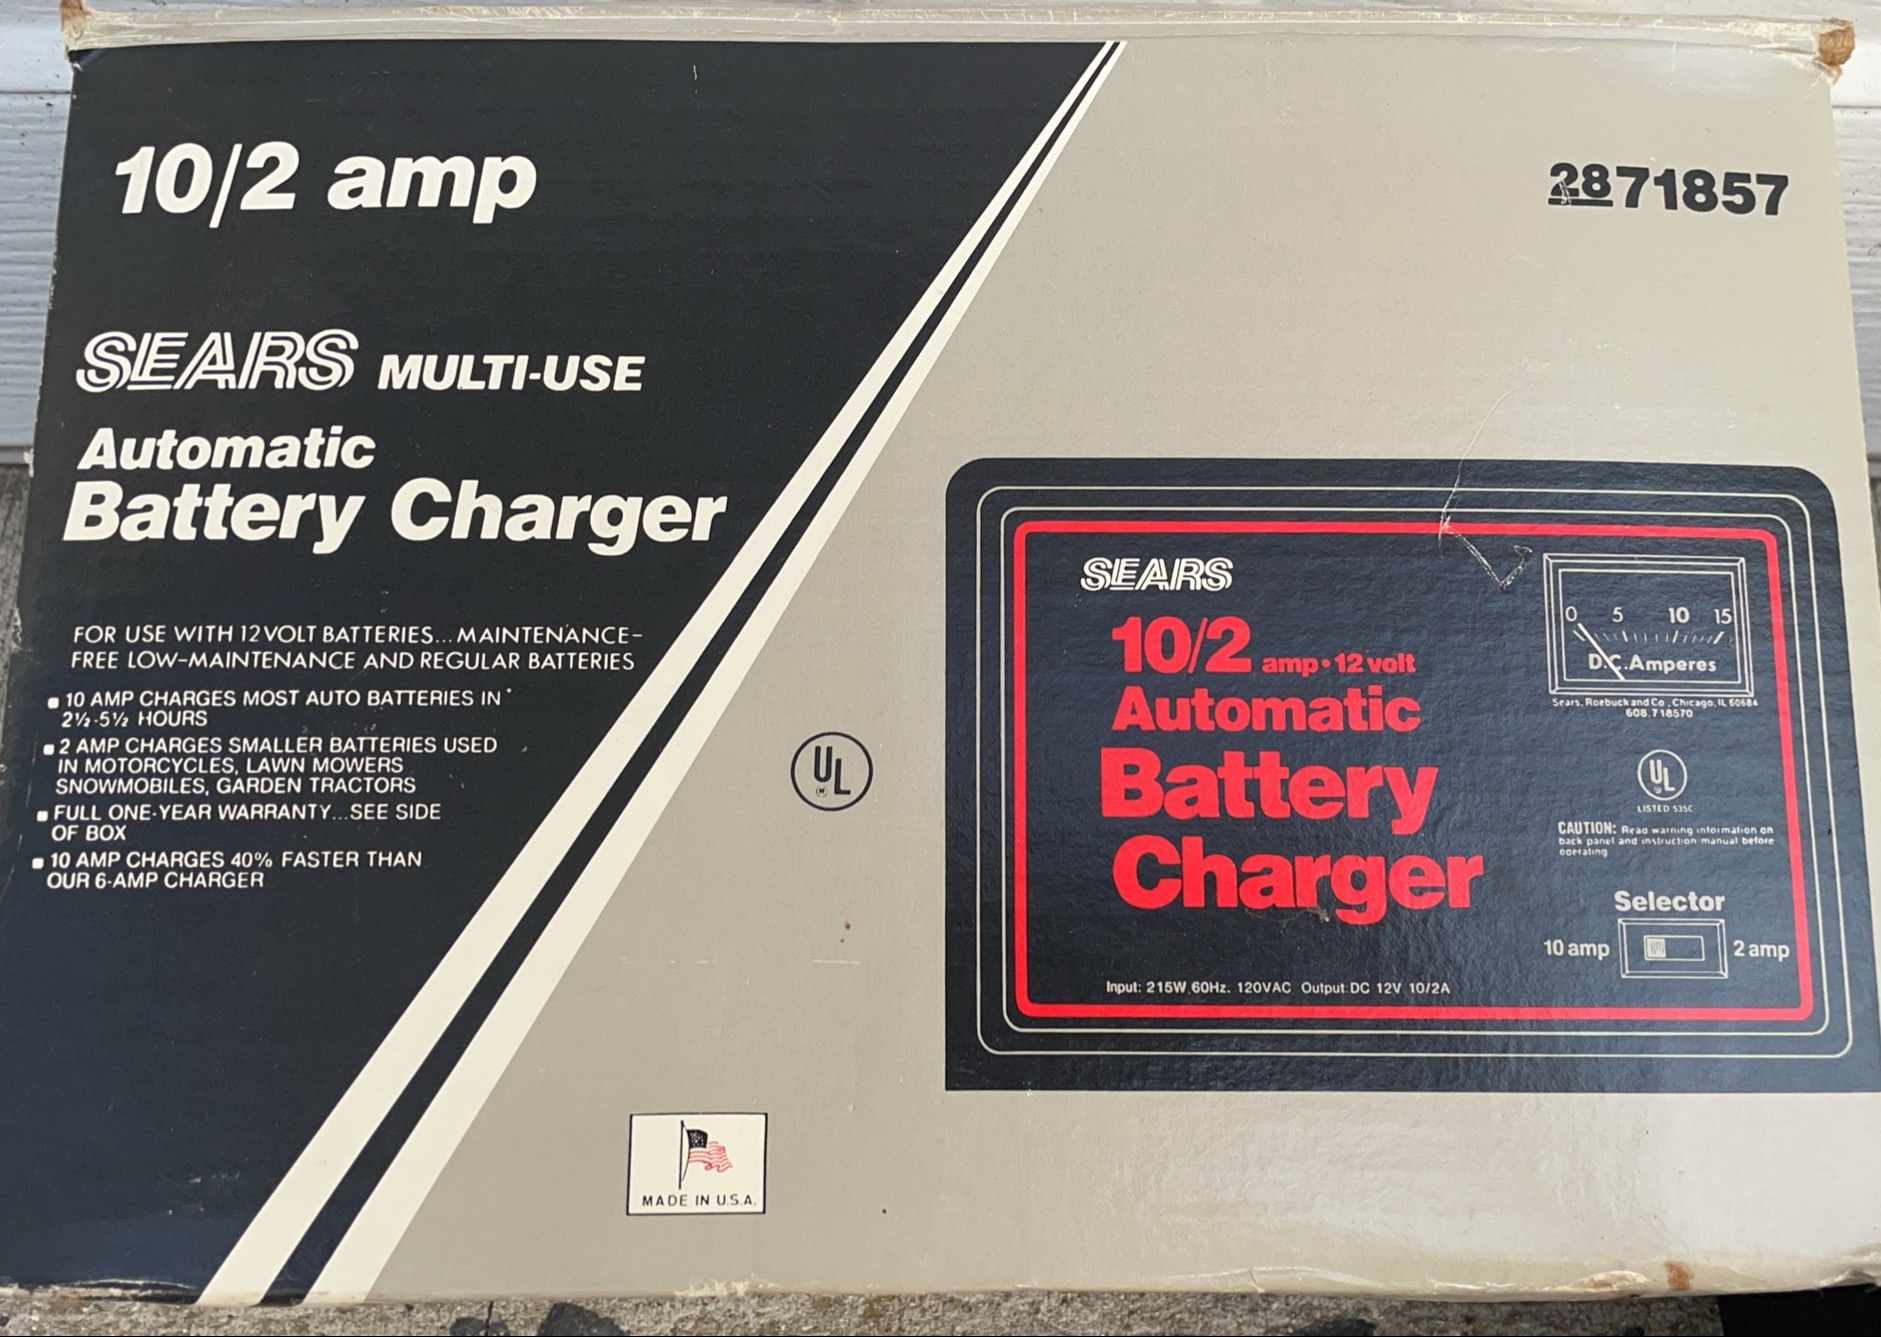 10/2 amp
2871857
SEARS MULTI-USE
Automatic
Battery Charger
FOR USE WITH 12 VOLT BATTERIES... MAINTENANCE-
FREE LOW-MAINTENANCE AND REGULAR BATTERIES
10 AMP CHARGES MOST AUTO BATTERIES IN
2½-5½ HOURS
2 AMP CHARGES SMALLER BATTERIES USED
IN MOTORCYCLES, LAWN MOWERS
SNOWMOBILES, GARDEN TRACTORS
FULL ONE-YEAR WARRANTY...SEE SIDE
OF BOX
10 AMP CHARGES 40% FASTER THAN
OUR 6-AMP CHARGER
UL
®
MADE IN U.S.A.
SEARS
10/2 amp • 12 volt
Automatic
Battery
Charger
Input: 215W, 60Hz. 120VAC Output: DC 12V 10/2A
0 5 10 15
D.C. Amperes
Sears, Roebuck and Co., Chicago, IL 60684
608.718570
UL
®
LISTED 535C
CAUTION: Read warning information on
back panel and instruction manual before
operating
Selector
10 amp 2 amp